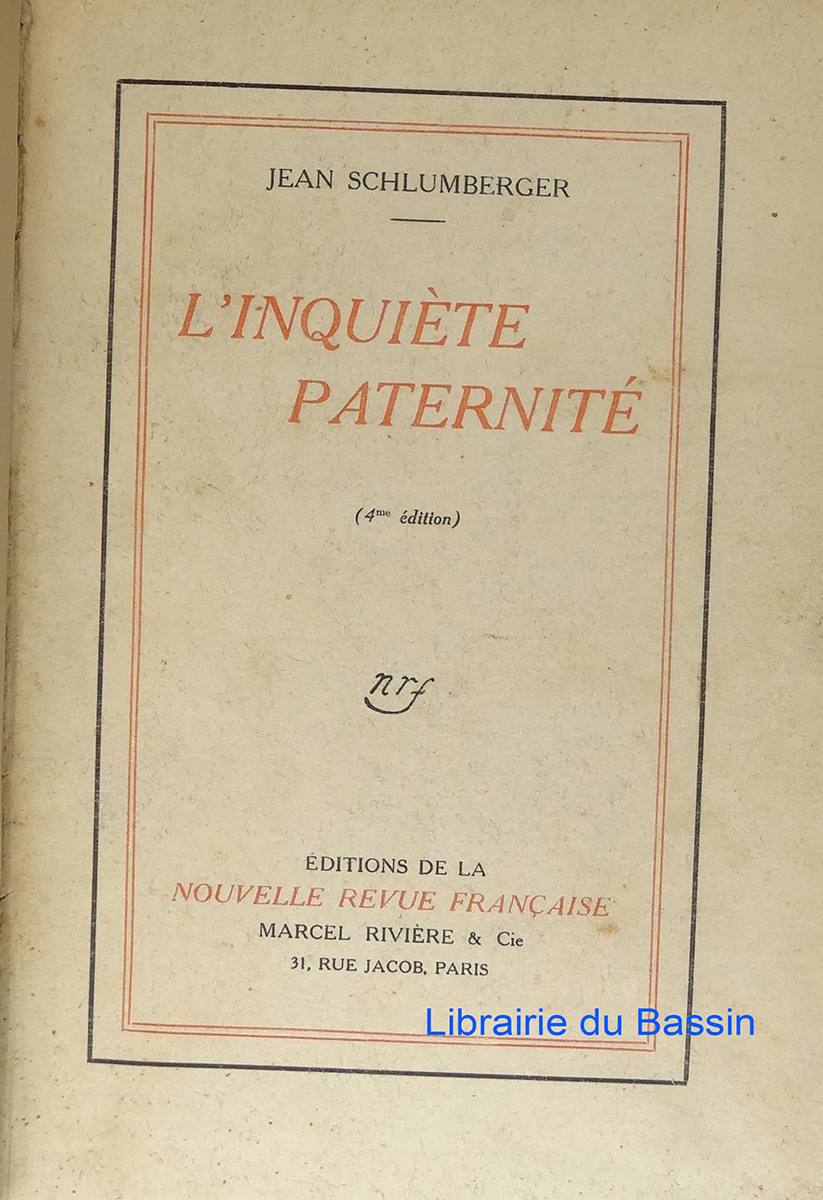 JEAN SCHLUMBERGER
L'INQUIÈTE
PATERNITÉ
(4me édition)
nrf
ÉDITIONS DE LA
NOUVELLE REVUE FRANÇAISE
MARCEL RIVIÈRE & Cie
31, RUE JACOB, PARIS
Librairie du Bassin